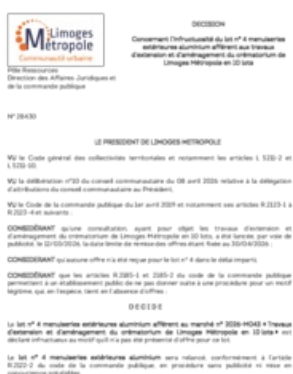 Limoges
Métropole
Communauté urbaine
Pôle Ressources
Direction des Affaires Juridiques et
de la commande publique
DECISION
Concernant l'infructuosité du lot n° 4 menuiseries
extérieures aluminium afférent aux travaux
d'extension et d'aménagement du crématorium de
Limoges Métropole en 10 lots
N° 28430
LE PRESIDENT DE LIMOGES METROPOLE
VU le Code général des collectivités territoriales et notamment les articles L 5211-2 et
L 5211-10,
VU la délibération n°10 du conseil communautaire du 08 avril 2026 relative à la délégation
d'attributions du conseil communautaire au Président,
VU le Code de la commande publique du 1er avril 2019 et notamment ses articles R.2123-1 à
R.2123-4 et suivants ;
CONSIDÉRANT qu'une consultation, ayant pour objet les travaux d'extension et
d'aménagement du crématorium de Limoges Métropole en 10 lots, a été lancée, par voie de
publicité, le 12/03/2026, la date limite de remise des offres étant fixée au 30/04/2026 ;
CONSIDÉRANT qu'aucune offre n'a été reçue pour le lot n° 4 dans le délai imparti.
CONSIDÉRANT que les articles R.2185-1 et 2185-2 du code de la commande publique
permettent à un établissement public de ne pas donner suite à une procédure pour un motif
légitime, qui, en l'espèce, tient en l'absence d'offres ;
D E C I D E
Le lot n° 4 menuiseries extérieures aluminium afférent au marché n° 2026-MO43 « Travaux
d'extension et d'aménagement du crématorium de Limoges Métropole en 10 lots » est
déclaré infructueux au motif qu'il n'a pas été présenté d'offre pour ce lot.
Le lot n° 4 menuiseries extérieures aluminium sera relancé, conformément à l'article
R.2122-2 du code de la commande publique, en procédure sans publicité ni mise en
concurrence préalables.